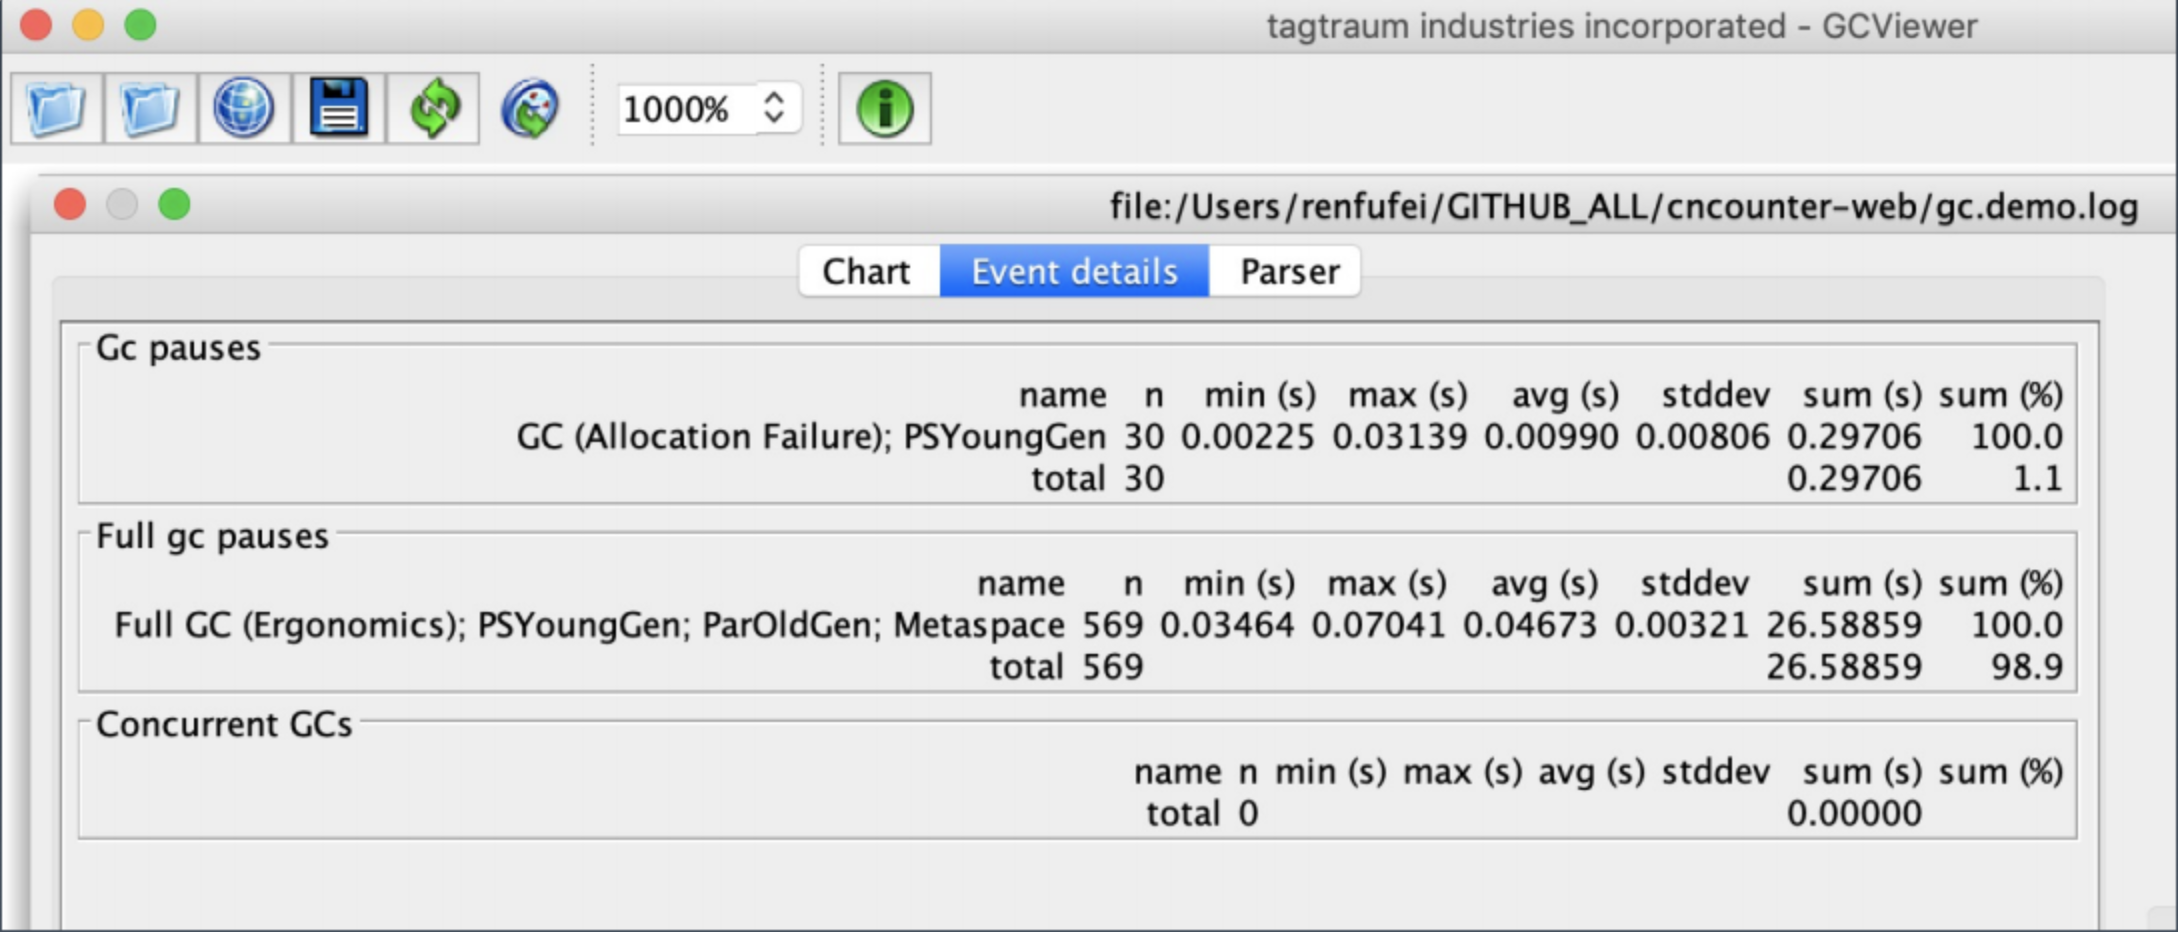 tagtraum industries incorporated - GCViewer
1000%
file:/Users/renfufei/GITHUB_ALL/cncounter-web/gc.demo.log
Chart Event details Parser
Gc pauses
name n min (s) max (s) avg (s) stddev sum (s) sum (%)
GC (Allocation Failure); PSYoungGen 30 0.00225 0.03139 0.00990 0.00806 0.29706 100.0
total 30 0.29706 1.1
Full gc pauses
name n min (s) max (s) avg (s) stddev sum (s) sum (%)
Full GC (Ergonomics); PSYoungGen; ParOldGen; Metaspace 569 0.03464 0.07041 0.04673 0.00321 26.58859 100.0
total 569 26.58859 98.9
Concurrent GCs
name n min (s) max (s) avg (s) stddev sum (s) sum (%)
total 0 0.00000